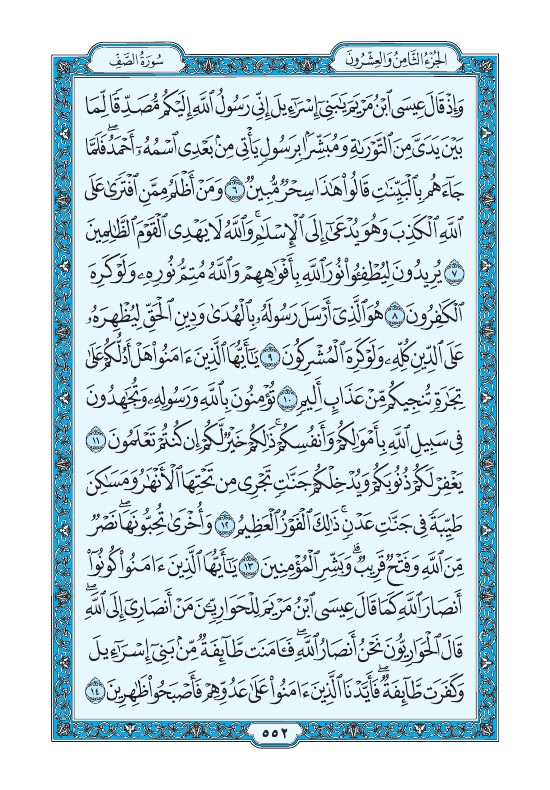 الجُزْءُ الثَّامِنُ وَالعِشْرُونَ
سُورَةُ الصَّفِّ
وَإِذْ قَالَ عِيسَى ٱبْنُ مَرْيَمَ يَٰبَنِىٓ إِسْرَٰٓءِيلَ إِنِّى رَسُولُ ٱللَّهِ إِلَيْكُم مُّصَدِّقًا لِّمَا
بَيْنَ يَدَىَّ مِنَ ٱلتَّوْرَىٰةِ وَمُبَشِّرًۢا بِرَسُولٍ يَأْتِى مِنۢ بَعْدِى ٱسْمُهُۥٓ أَحْمَدُ ۖ فَلَمَّا
جَآءَهُم بِٱلْبَيِّنَٰتِ قَالُوا۟ هَٰذَا سِحْرٌ مُّبِينٌ ٦ وَمَنْ أَظْلَمُ مِمَّنِ ٱفْتَرَىٰ عَلَى
ٱللَّهِ ٱلْكَذِبَ وَهُوَ يُدْعَىٰٓ إِلَى ٱلْإِسْلَٰمِ ۚ وَٱللَّهُ لَا يَهْدِى ٱلْقَوْمَ ٱلظَّٰلِمِينَ
٧ يُرِيدُونَ لِيُطْفِـُٔوا۟ نُورَ ٱللَّهِ بِأَفْوَٰهِهِمْ وَٱللَّهُ مُتِمُّ نُورِهِۦ وَلَوْ كَرِهَ
ٱلْكَٰفِرُونَ ٨ هُوَ ٱلَّذِىٓ أَرْسَلَ رَسُولَهُۥ بِٱلْهُدَىٰ وَدِينِ ٱلْحَقِّ لِيُظْهِرَهُۥ
عَلَى ٱلدِّينِ كُلِّهِۦ وَلَوْ كَرِهَ ٱلْمُشْرِكُونَ ٩ يَٰٓأَيُّهَا ٱلَّذِينَ ءَامَنُوا۟ هَلْ أَدُلُّكُمْ عَلَىٰ
تِجَٰرَةٍ تُنجِيكُم مِّنْ عَذَابٍ أَلِيمٍ ١٠ تُؤْمِنُونَ بِٱللَّهِ وَرَسُولِهِۦ وَتُجَٰهِدُونَ
فِى سَبِيلِ ٱللَّهِ بِأَمْوَٰلِكُمْ وَأَنفُسِكُمْ ۚ ذَٰلِكُمْ خَيْرٌ لَّكُمْ إِن كُنتُمْ تَعْلَمُونَ ١١
يَغْفِرْ لَكُمْ ذُنُوبَكُمْ وَيُدْخِلْكُمْ جَنَّٰتٍ تَجْرِى مِن تَحْتِهَا ٱلْأَنْهَٰرُ وَمَسَٰكِنَ
طَيِّبَةً فِى جَنَّٰتِ عَدْنٍ ۚ ذَٰلِكَ ٱلْفَوْزُ ٱلْعَظِيمُ ١٢ وَأُخْرَىٰ تُحِبُّونَهَا ۖ نَصْرٌ
مِّنَ ٱللَّهِ وَفَتْحٌ قَرِيبٌ ۗ وَبَشِّرِ ٱلْمُؤْمِنِينَ ١٣ يَٰٓأَيُّهَا ٱلَّذِينَ ءَامَنُوا۟ كُونُوٓا۟
أَنصَارَ ٱللَّهِ كَمَا قَالَ عِيسَى ٱبْنُ مَرْيَمَ لِلْحَوَارِيِّـۧنَ مَنْ أَنصَارِىٓ إِلَى ٱللَّهِ ۖ
قَالَ ٱلْحَوَارِيُّونَ نَحْنُ أَنصَارُ ٱللَّهِ ۖ فَـَٔامَنَت طَّآئِفَةٌ مِّنۢ بَنِىٓ إِسْرَٰٓءِيلَ
وَكَفَرَت طَّآئِفَةٌ ۖ فَأَيَّدْنَا ٱلَّذِينَ ءَامَنُوا۟ عَلَىٰ عَدُوِّهِمْ فَأَصْبَحُوا۟ ظَٰهِرِينَ ١٤
٥٥٢